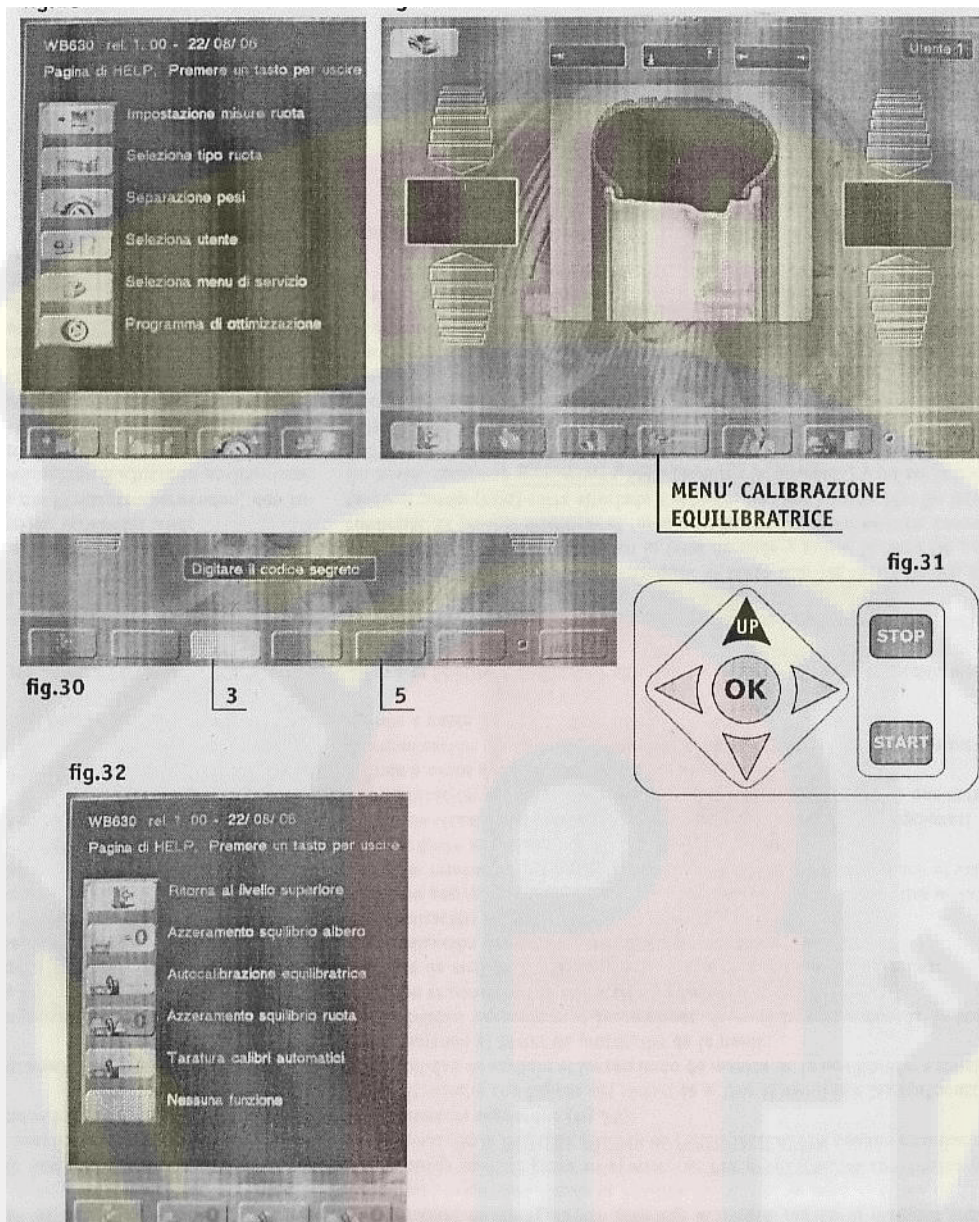 WB630 rel. 1.00 - 22/08/06
Pagina di HELP. Premere un tasto per uscire
Impostazione misure ruota
Seleziona tipo ruota
Separazione pesi
Seleziona utente
Seleziona menu di servizio
Programma di ottimizzazione
Utente 1
MENU' CALIBRAZIONE
EQUILIBRATRICE
Digitare il codice segreto
fig.30
3
5
fig.31
UP
OK
STOP
START
fig.32
WB630 rel. 1.00 - 22/08/06
Pagina di HELP. Premere un tasto per uscire
Ritorna al livello superiore
Azzeramento squilibrio albero
Autocalibrazione equilibratrice
Azzeramento squilibrio ruota
Taratura calibri automatici
Nessuna funzione